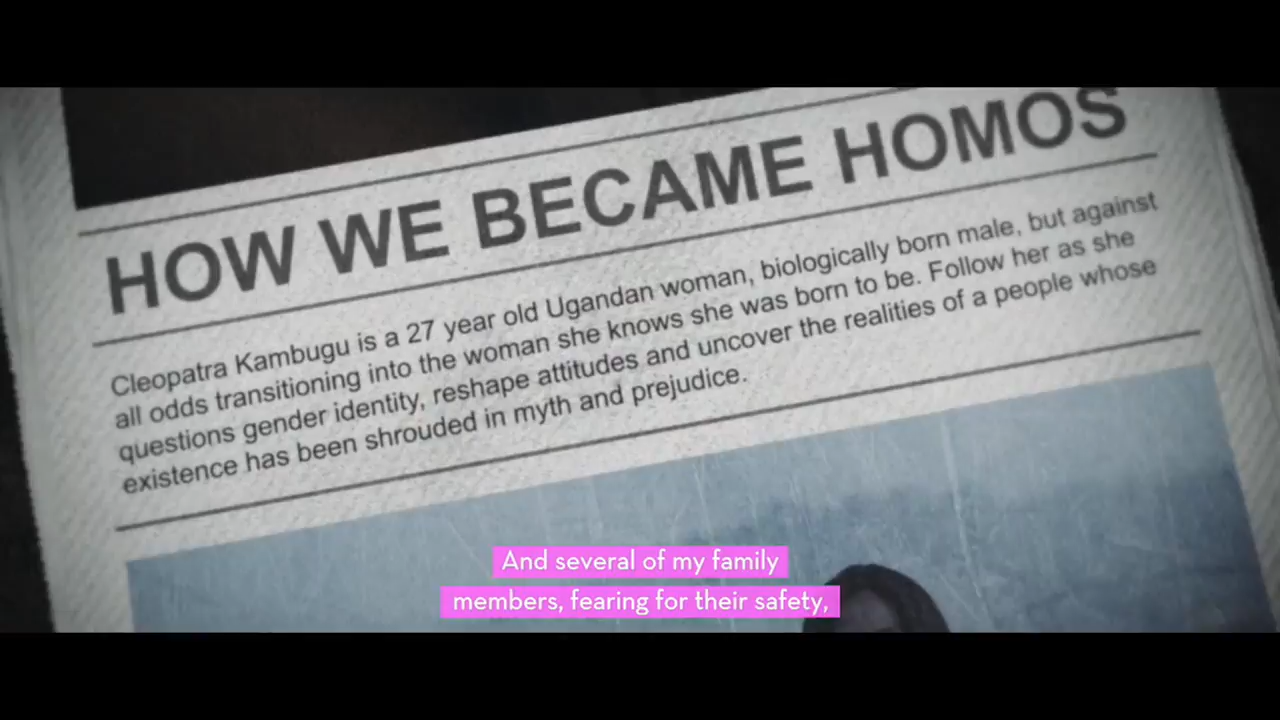 HOW WE BECAME HOMOS
Cleopatra Kambugu is a 27 year old Ugandan woman, biologically born male, but against
all odds transitioning into the woman she knows she was born to be. Follow her as she
questions gender identity, reshape attitudes and uncover the realities of a people whose
existence has been shrouded in myth and prejudice.
And several of my family
members, fearing for their safety,